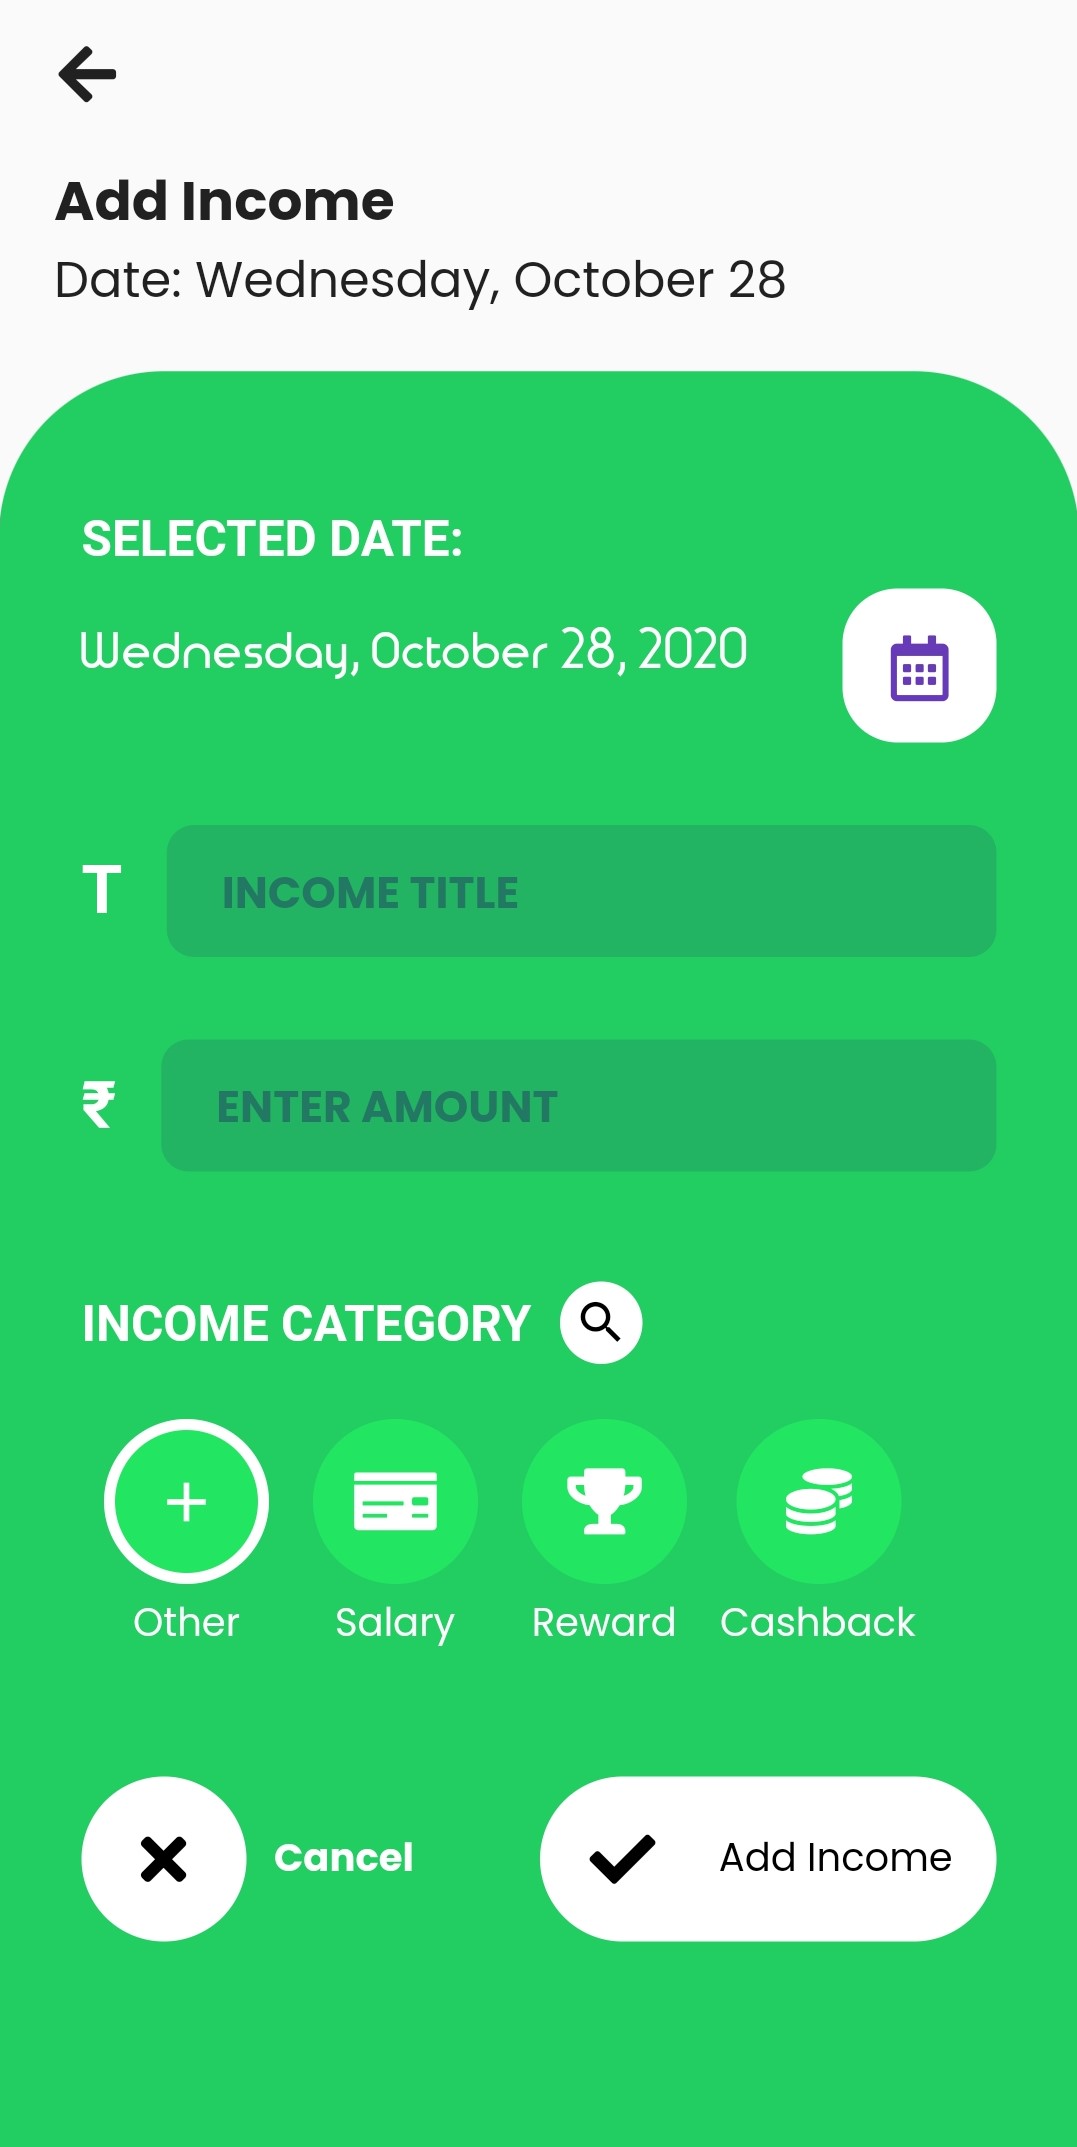 Add Income
Date: Wednesday, October 28
SELECTED DATE:
Wednesday, October 28, 2020
T
INCOME TITLE
₹
ENTER AMOUNT
INCOME CATEGORY
Other Salary Reward Cashback
Cancel Add Income